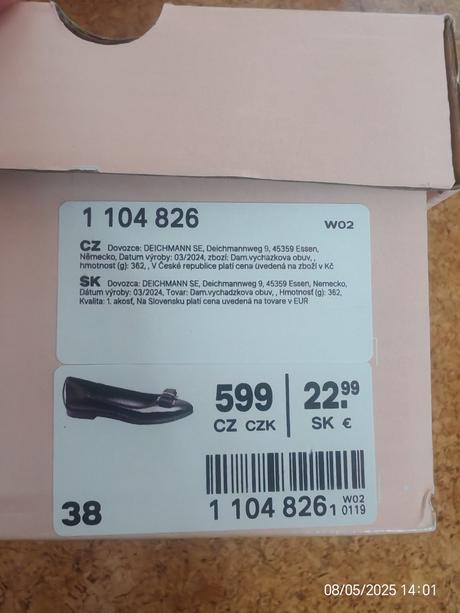 1 104 826
W02
CZ Dovozce: DEICHMANN SE, Deichmannweg 9, 45359 Essen,
Německo, Datum výroby: 03/2024, zboží: Dam.vycházkova obuv, ,
hmotnost (g): 362, , V České republice platí cena uvedená na zboží v Kč
SK Dovozca: DEICHMANN SE, Deichmannweg 9, 45359 Essen, Nemecko,
Dátum výroby: 03/2024, Tovar: Dam.vychadzkova obuv, , Hmotnosť (g): 362,
Kvalita: 1. akosť, Na Slovensku platí cena uvedená na tovare v EUR
599 22.99
CZ CZK SK €
38
1 104 826 1 W02 0119
08/05/2025 14:01